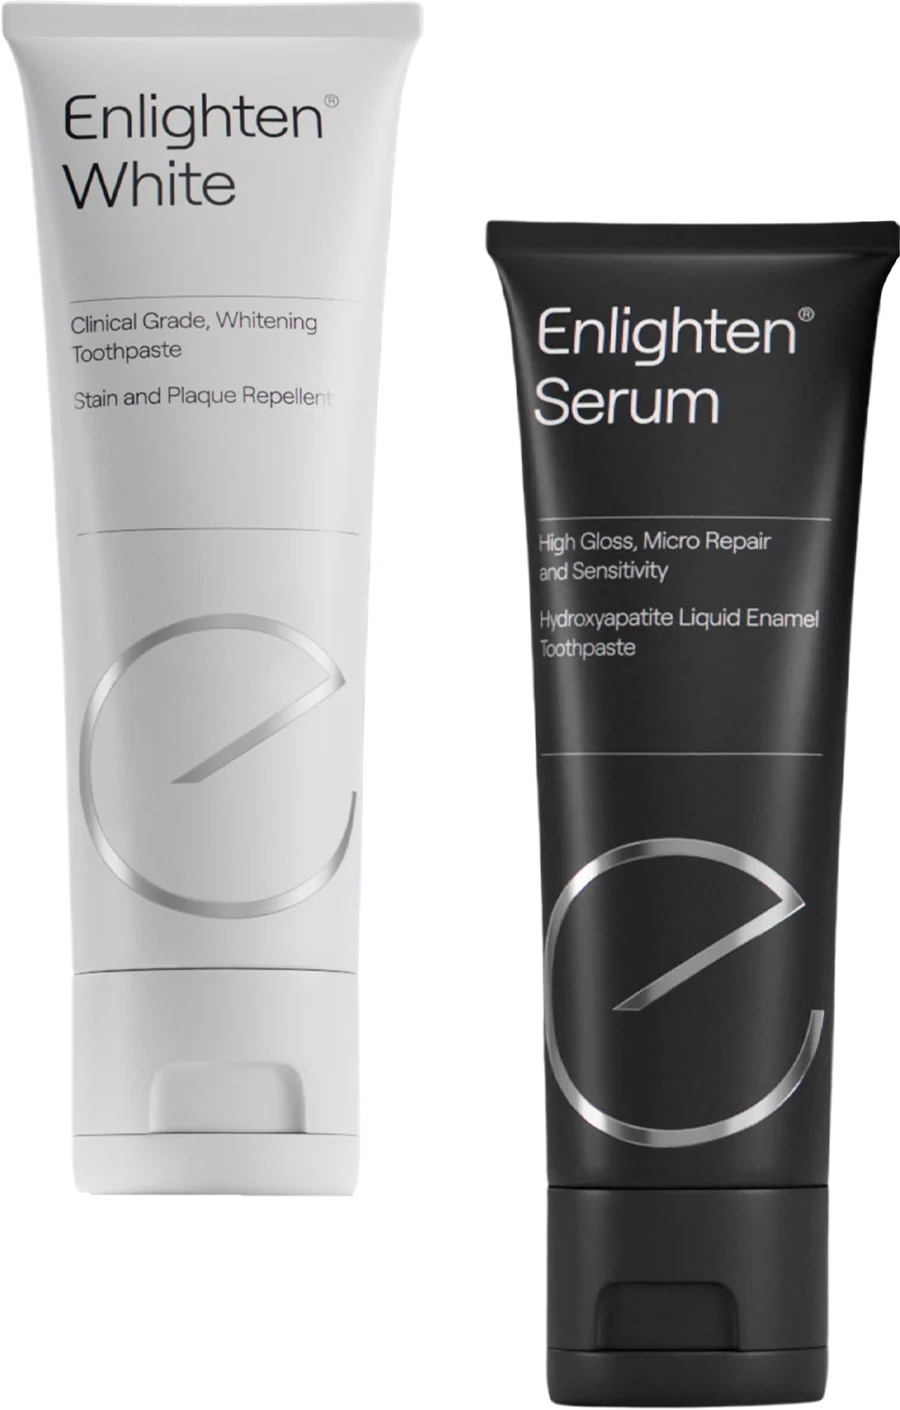 Enlighten®
White
Clinical Grade, Whitening
Toothpaste
Stain and Plaque Repellent
Enlighten®
Serum
High Gloss, Micro Repair
and Sensitivity
Hydroxyapatite Liquid Enamel
Toothpaste